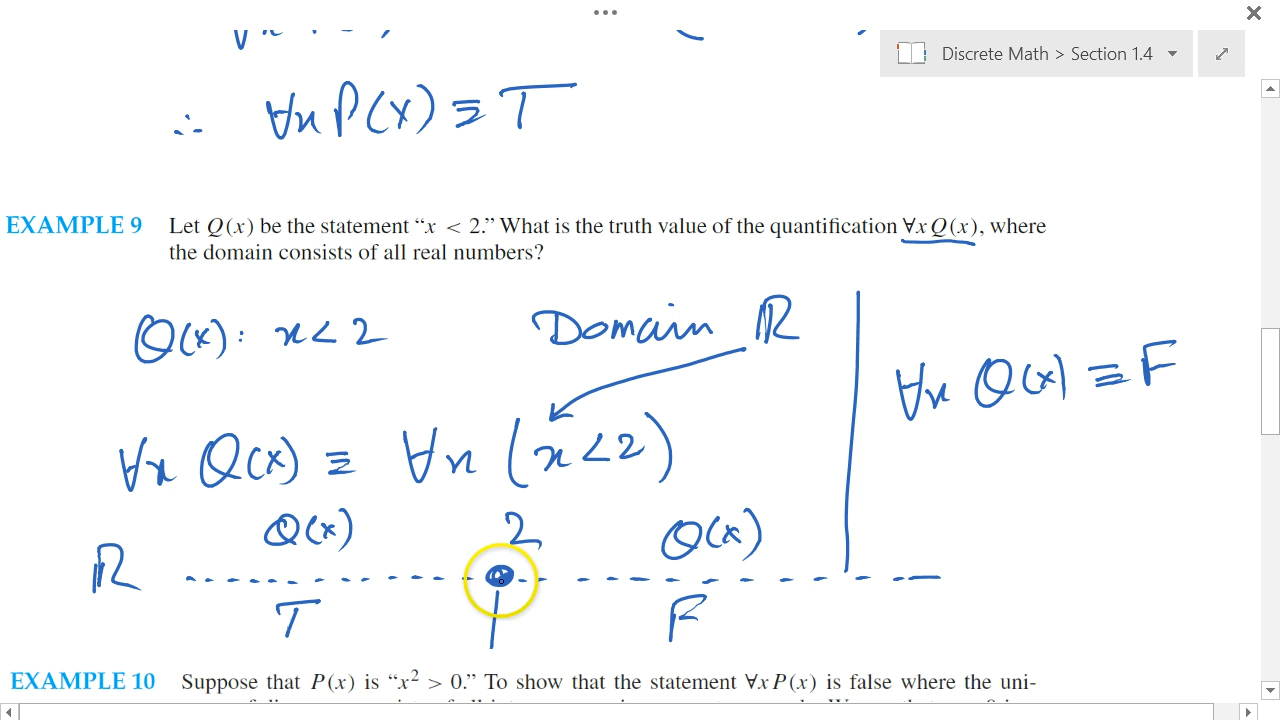 Discrete Math > Section 1.4
∴ ∀x P(x) ≡ T
EXAMPLE 9 Let Q(x) be the statement “x < 2.” What is the truth value of the quantification ∀x Q(x), where
the domain consists of all real numbers?
Q(x): x < 2 Domain ℝ
∀x Q(x) ≡ F
∀x Q(x) ≡ ∀x (x < 2)
Q(x) 2 Q(x)
ℝ
T F
EXAMPLE 10 Suppose that P(x) is “x² > 0.” To show that the statement ∀x P(x) is false where the uni-